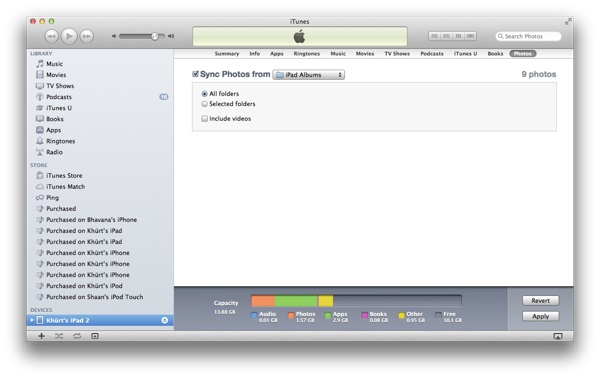 iTunes
Search Photos
LIBRARY
Music
Movies
TV Shows
Podcasts
iTunes U
Books
Apps
Ringtones
Radio
STORE
iTunes Store
iTunes Match
Ping
Purchased
Purchased on Bhavana's iPhone
Purchased on Khürt's iPad
Purchased on Khürt's iPad
Purchased on Khürt's iPhone
Purchased on Khürt's iPhone
Purchased on Khürt's iPhone
Purchased on Khürt's iPod
Purchased on Shaan's iPod Touch
DEVICES
Khürt's iPad 2
Summary Info Apps Ringtones Music Movies TV Shows Podcasts iTunes U Books Photos
Sync Photos from iPad Albums 9 photos
All folders
Selected folders
Include videos
Capacity
13.88 GB
Audio Photos Apps Books Other Free
0.01 GB 1.57 GB 2.9 GB 0.08 GB 0.95 GB
Revert
Apply